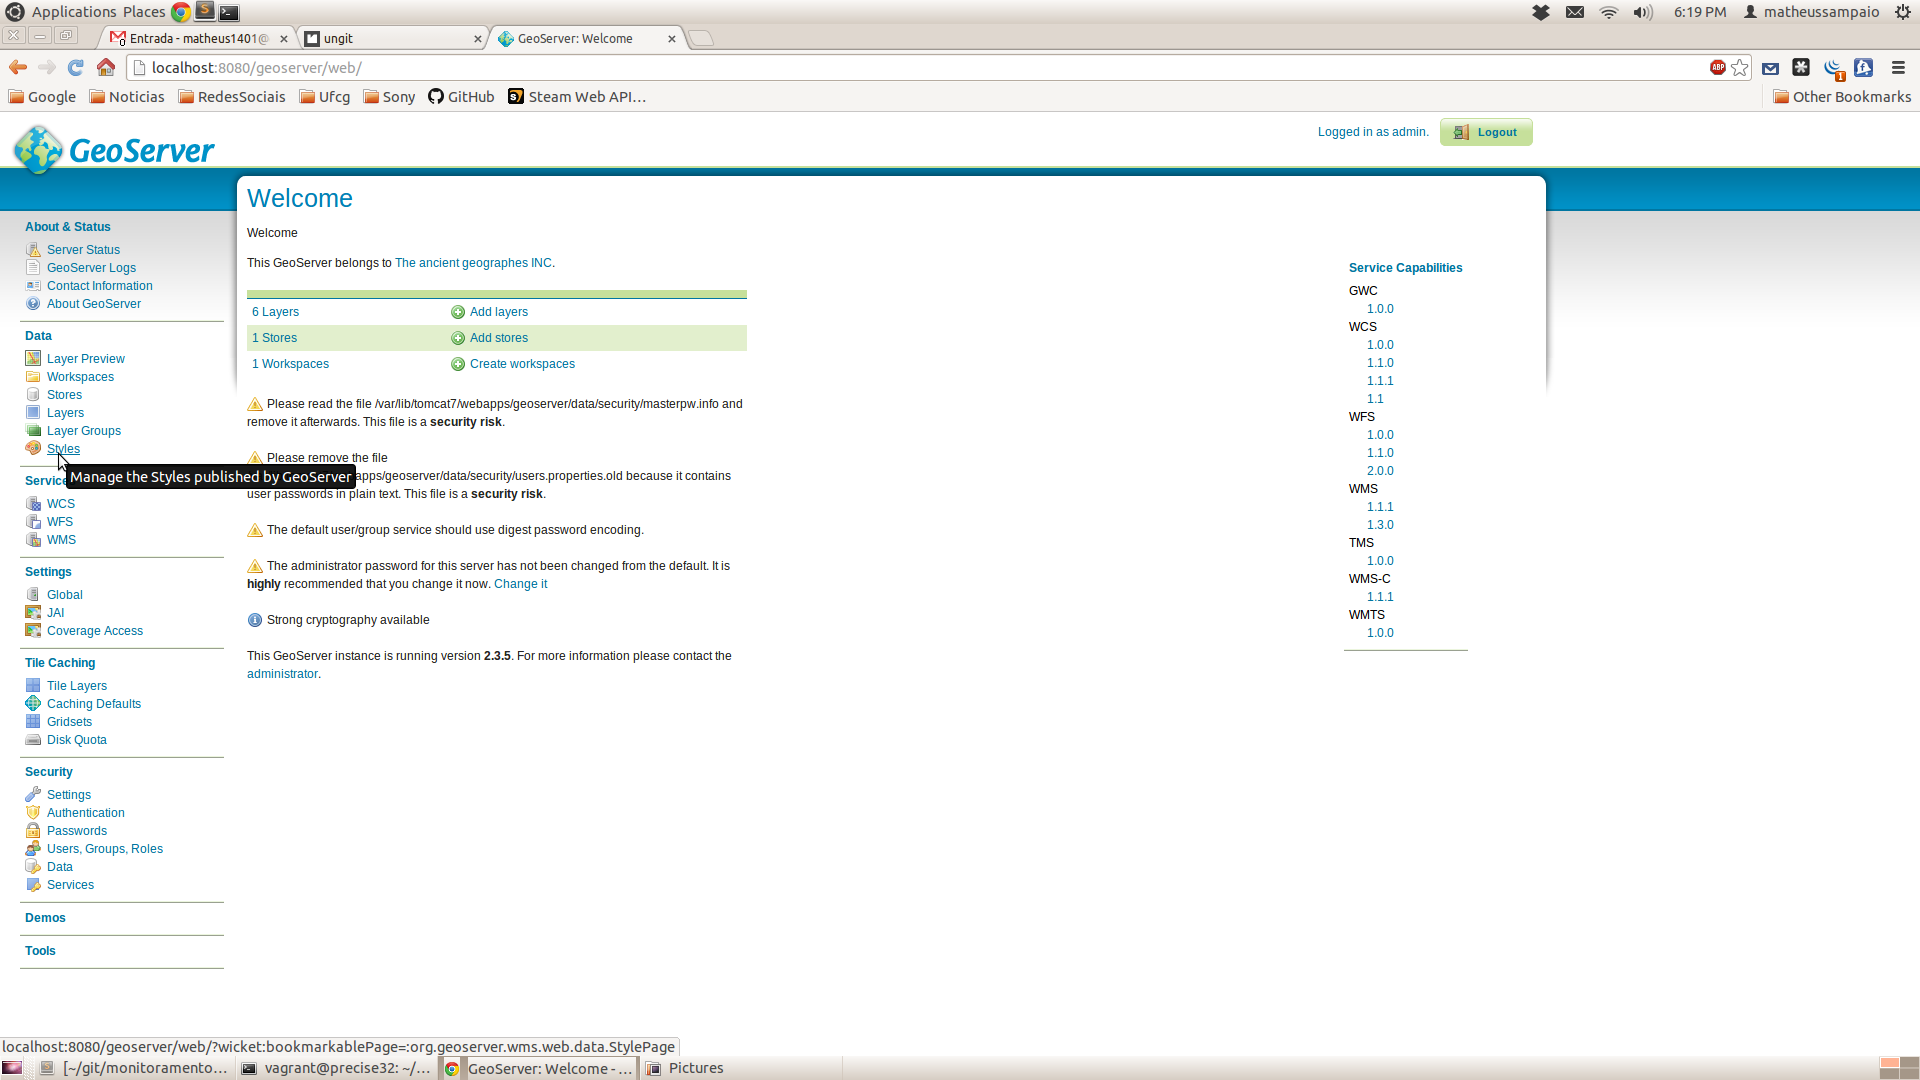 Applications Places
6:19 PM matheussampaio
Entrada - matheus1401@
ungit
GeoServer: Welcome
localhost:8080/geoserver/web/
ABP
1
Google Noticias RedesSociais Ufcg Sony GitHub Steam Web API...
Other Bookmarks
GeoServer
Logged in as admin.
Logout
About & Status
Server Status
GeoServer Logs
Contact Information
About GeoServer
Data
Layer Preview
Workspaces
Stores
Layers
Layer Groups
Styles
Manage the Styles published by GeoServer
Service
WCS
WFS
WMS
Settings
Global
JAI
Coverage Access
Tile Caching
Tile Layers
Caching Defaults
Gridsets
Disk Quota
Security
Settings
Authentication
Passwords
Users, Groups, Roles
Data
Services
Demos
Tools
Welcome
Welcome
This GeoServer belongs to The ancient geographes INC.
6 Layers Add layers
1 Stores Add stores
1 Workspaces Create workspaces
Please read the file /var/lib/tomcat7/webapps/geoserver/data/security/masterpw.info and
remove it afterwards. This file is a security risk.
Please remove the file
apps/geoserver/data/security/users.properties.old because it contains
user passwords in plain text. This file is a security risk.
The default user/group service should use digest password encoding.
The administrator password for this server has not been changed from the default. It is
highly recommended that you change it now. Change it
Strong cryptography available
This GeoServer instance is running version 2.3.5. For more information please contact the
administrator.
Service Capabilities
GWC
1.0.0
WCS
1.0.0
1.1.0
1.1.1
1.1
WFS
1.0.0
1.1.0
2.0.0
WMS
1.1.1
1.3.0
TMS
1.0.0
WMS-C
1.1.1
WMTS
1.0.0
localhost:8080/geoserver/web/?wicket:bookmarkablePage=:org.geoserver.wms.web.data.StylePage
[~/git/monitoramento...
vagrant@precise32: ~/...
GeoServer: Welcome - ...
Pictures